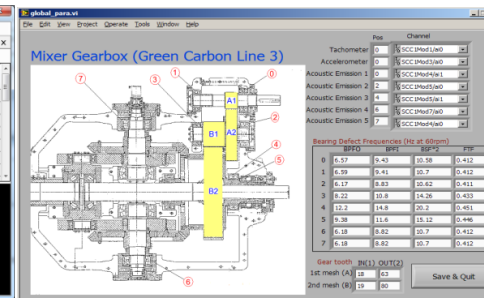 global_para.vi
File Edit View Project Operate Tools Window Help
Mixer Gearbox (Green Carbon Line 3)
Pos Channel
Tachometer 0 SCC1Mod1/ai0
Accelerometer 0 SCC1Mod4/ai1
Acoustic Emission 1 0 SCC1Mod4/ai0
Acoustic Emission 2 2 SCC1Mod5/ai0
Acoustic Emission 3 4 SCC1Mod5/ai1
Acoustic Emission 4 6 SCC1Mod7/ai0
Acoustic Emission 5 7 SCC1Mod4/ai0
7
3
1
0
A1
2
B1
A2
4
5
B2
6
Bearing Defect Frequencies (Hz at 60rpm)
BPFO BPFI BSF*2 FTF
0 6.57 9.43 10.58 0.412
1 6.59 9.41 10.7 0.412
2 6.17 8.83 10.62 0.411
3 8.22 10.8 14.26 0.433
4 12.2 14.8 20.2 0.451
5 9.38 11.6 15.12 0.446
6 6.18 8.82 10.7 0.412
7 6.18 8.82 10.7 0.412
Gear tooth IN(1) OUT(2)
1st mesh (A) 18 63
2nd mesh (B) 19 80
Save & Quit